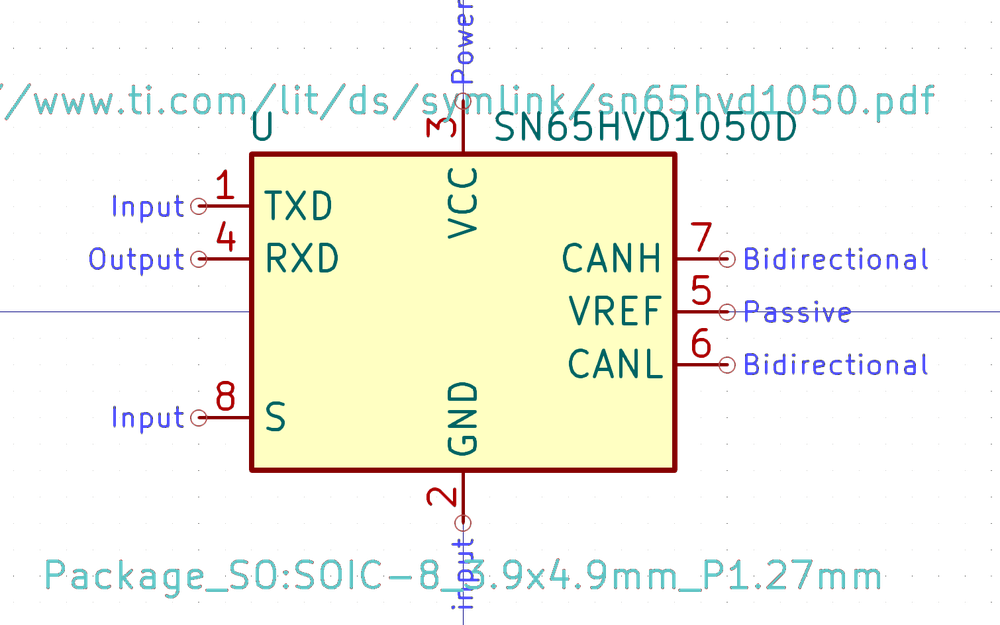 Power
//www.ti.com/lit/ds/symlink/sn65hvd1050.pdf
U SN65HVD1050D
3
VCC
Input 1 TXD
Output 4 RXD
CANH 7 Bidirectional
VREF 5 Passive
CANL 6 Bidirectional
Input 8 S
GND
2
input
Package_SO:SOIC-8_3.9x4.9mm_P1.27mm